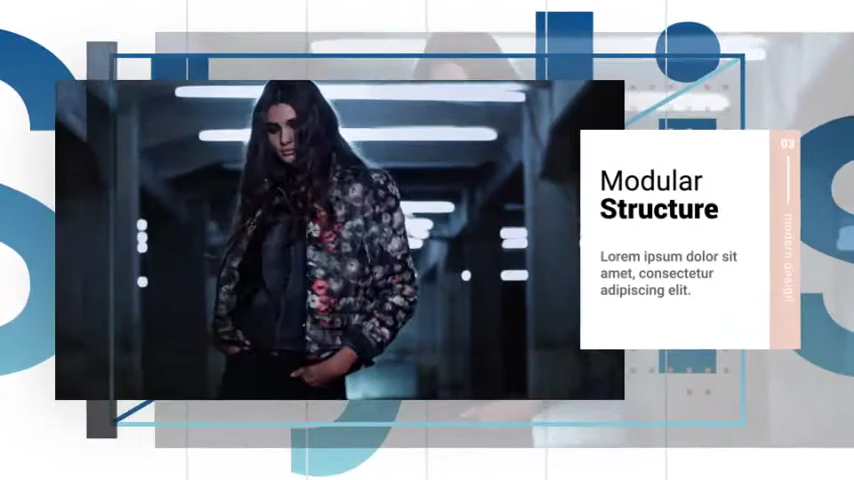 Modular
Structure
Lorem ipsum dolor sit
amet, consectetur
adipiscing elit.
03
modern design